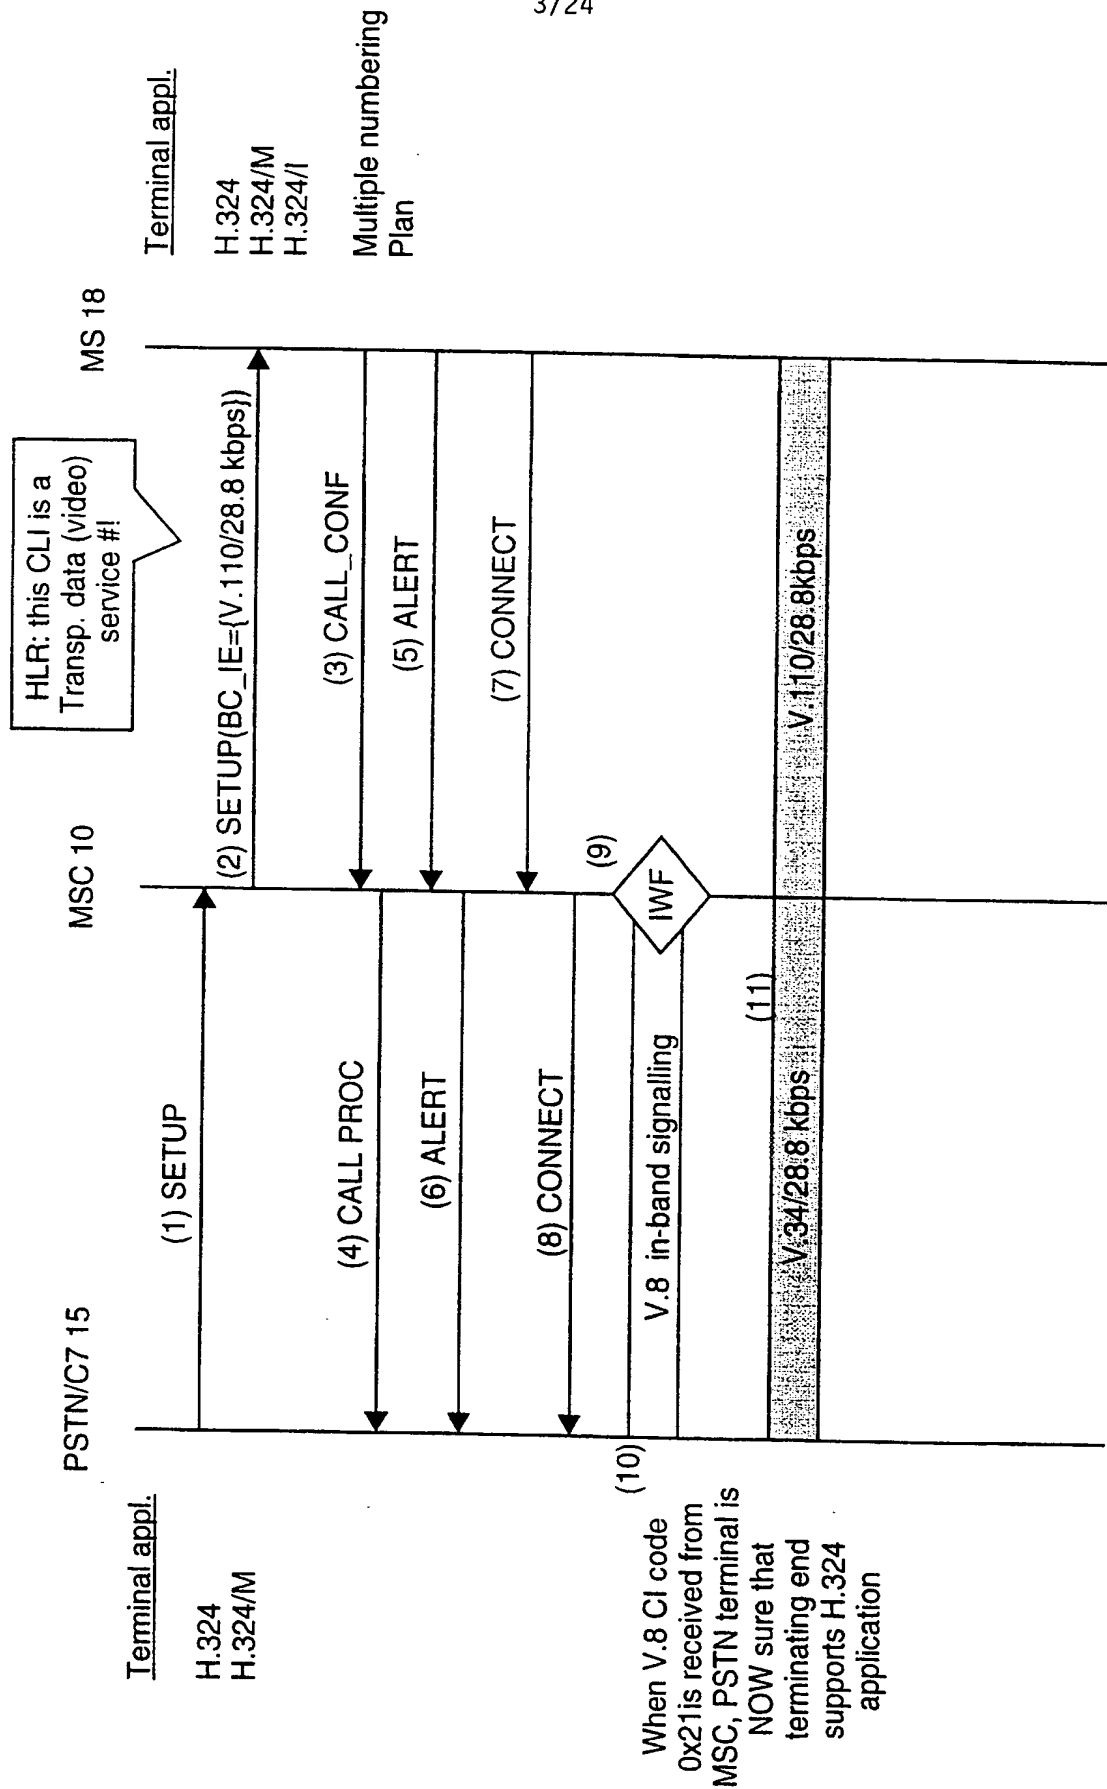 3/24
PSTN/C7 15
MSC 10
MS 18
HLR: this CLI is a
Transp. data (video)
service #!
Terminal appl.
H.324
H.324/M
Terminal appl.
H.324
H.324/M
H.324/I
Multiple numbering
Plan
(1) SETUP
(2) SETUP(BC_IE={V.110/28.8 kbps})
(3) CALL_CONF
(4) CALL PROC
(5) ALERT
(6) ALERT
(7) CONNECT
(8) CONNECT
(9)
IWF
(10)
V.8 in-band signalling
When V.8 CI code
0x21is received from
MSC, PSTN terminal is
NOW sure that
terminating end
supports H.324
application
(11)
V.34/28.8 kbps
V.110/28.8kbps